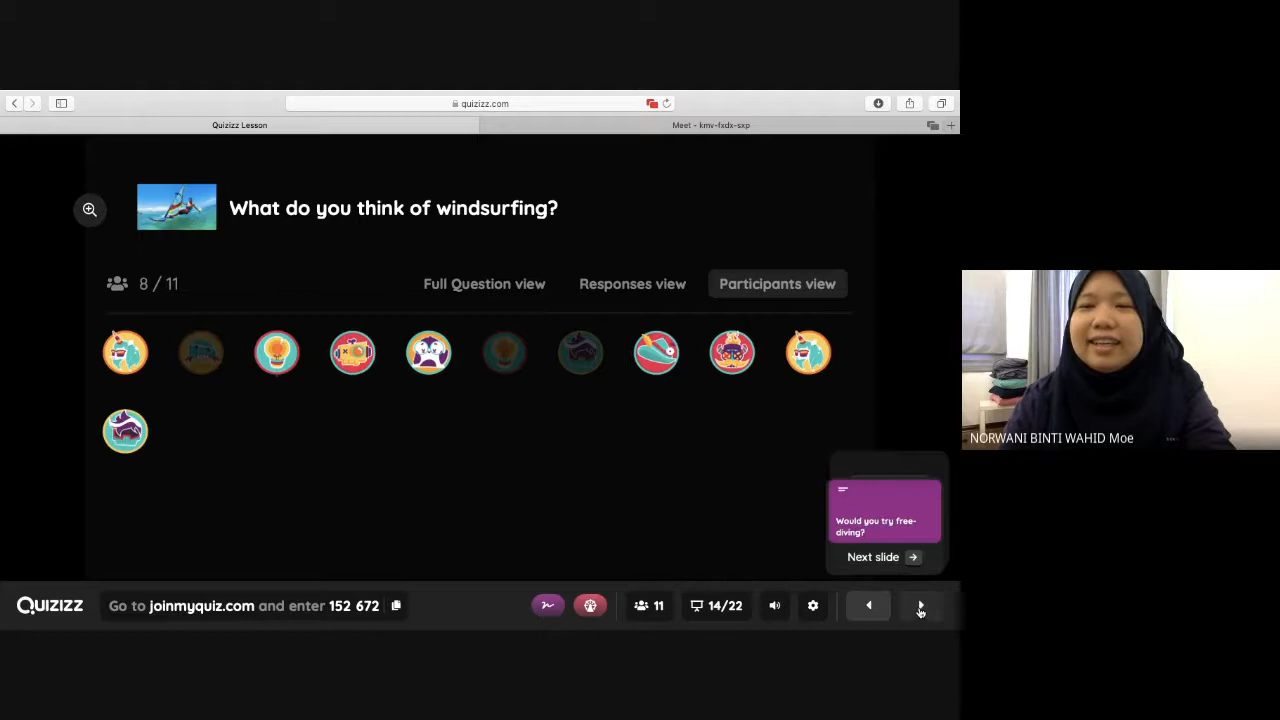 quizizz.com
Quizizz Lesson
Meet - kmv-fxdx-sxp
What do you think of windsurfing?
8 / 11
Full Question view
Responses view
Participants view
NORWANI BINTI WAHID Moe
Would you try free-
diving?
Next slide
QUIZIZZ
Go to joinmyquiz.com and enter 152 672
11
14/22